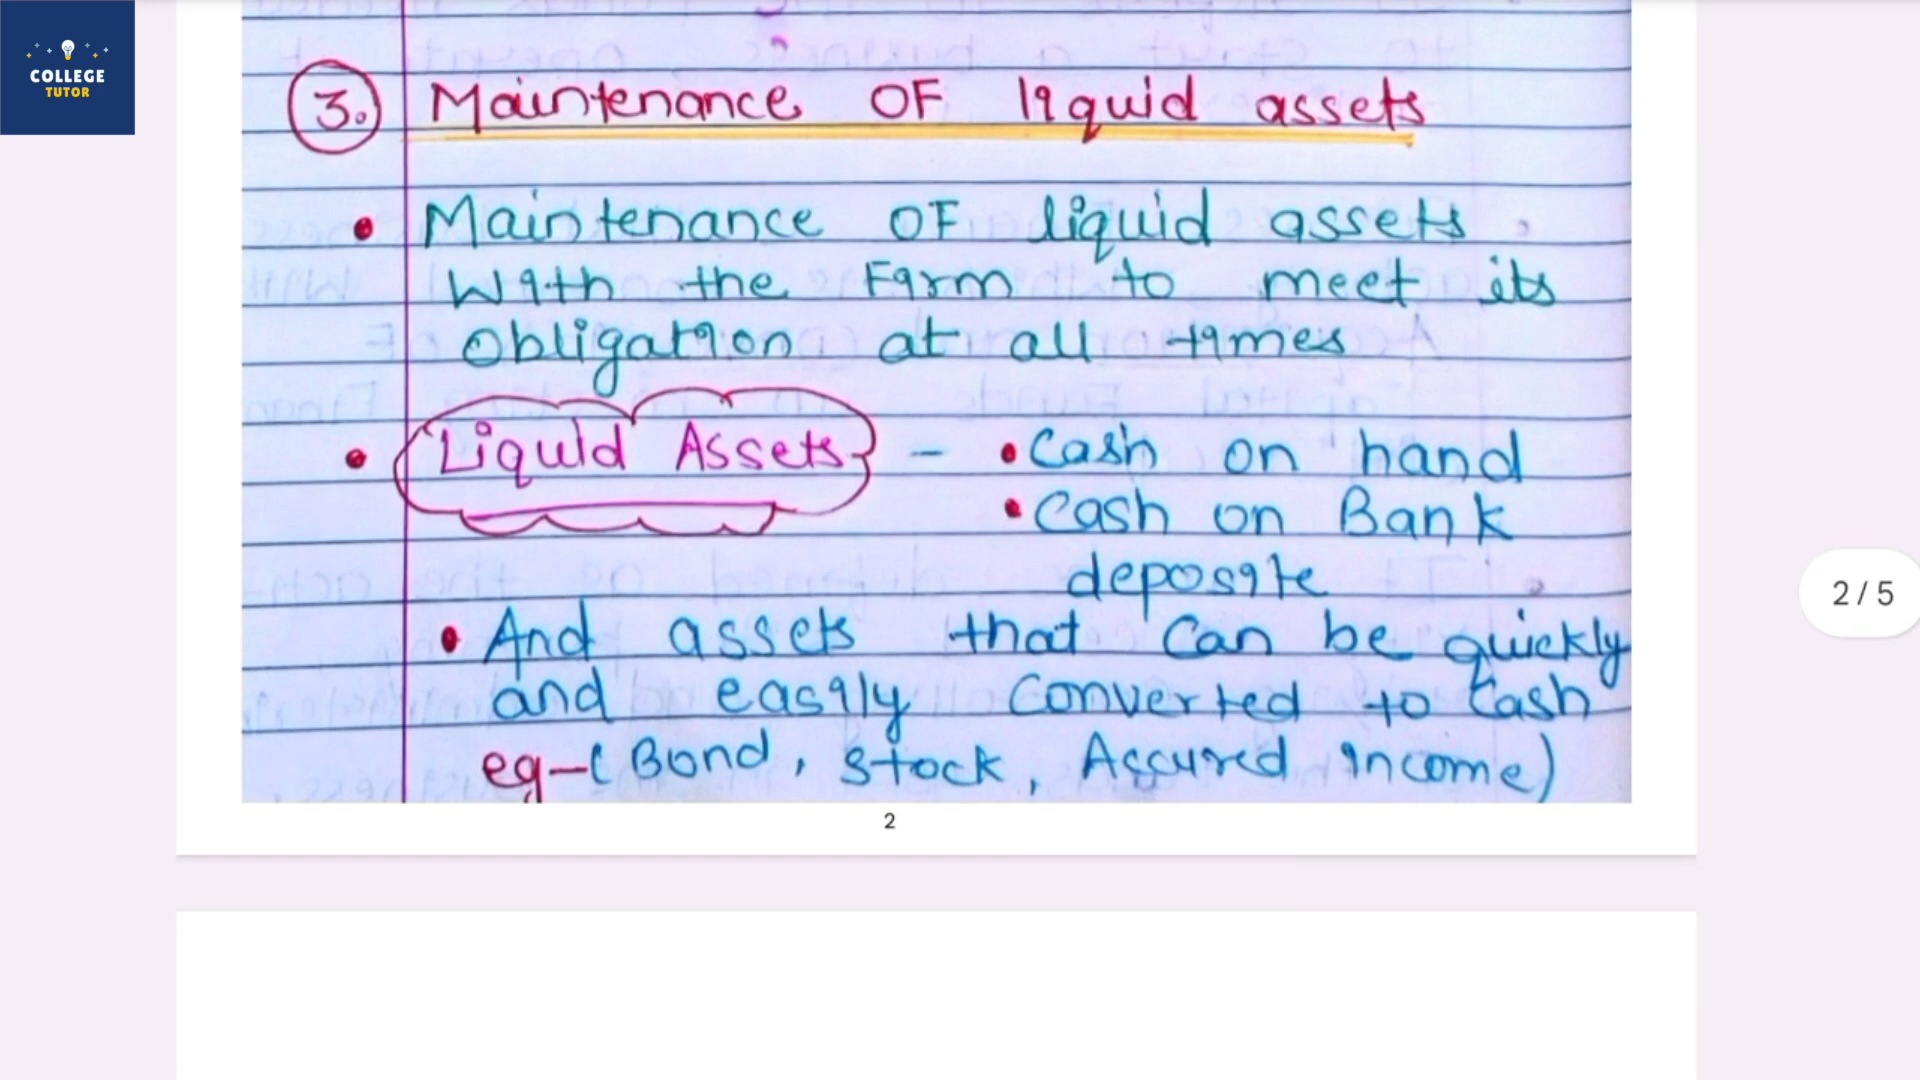 COLLEGE
TUTOR
3. Maintenance OF liquid assets
• Maintenance OF liquid assets
With the Firm to meet its
obligation at all times
• Liquid Assets - • Cash on hand
• Cash on Bank
deposite
• And assets that can be quickly
and easily converted to cash
eg-( Bond, Stock, Accured income)
2
2 / 5